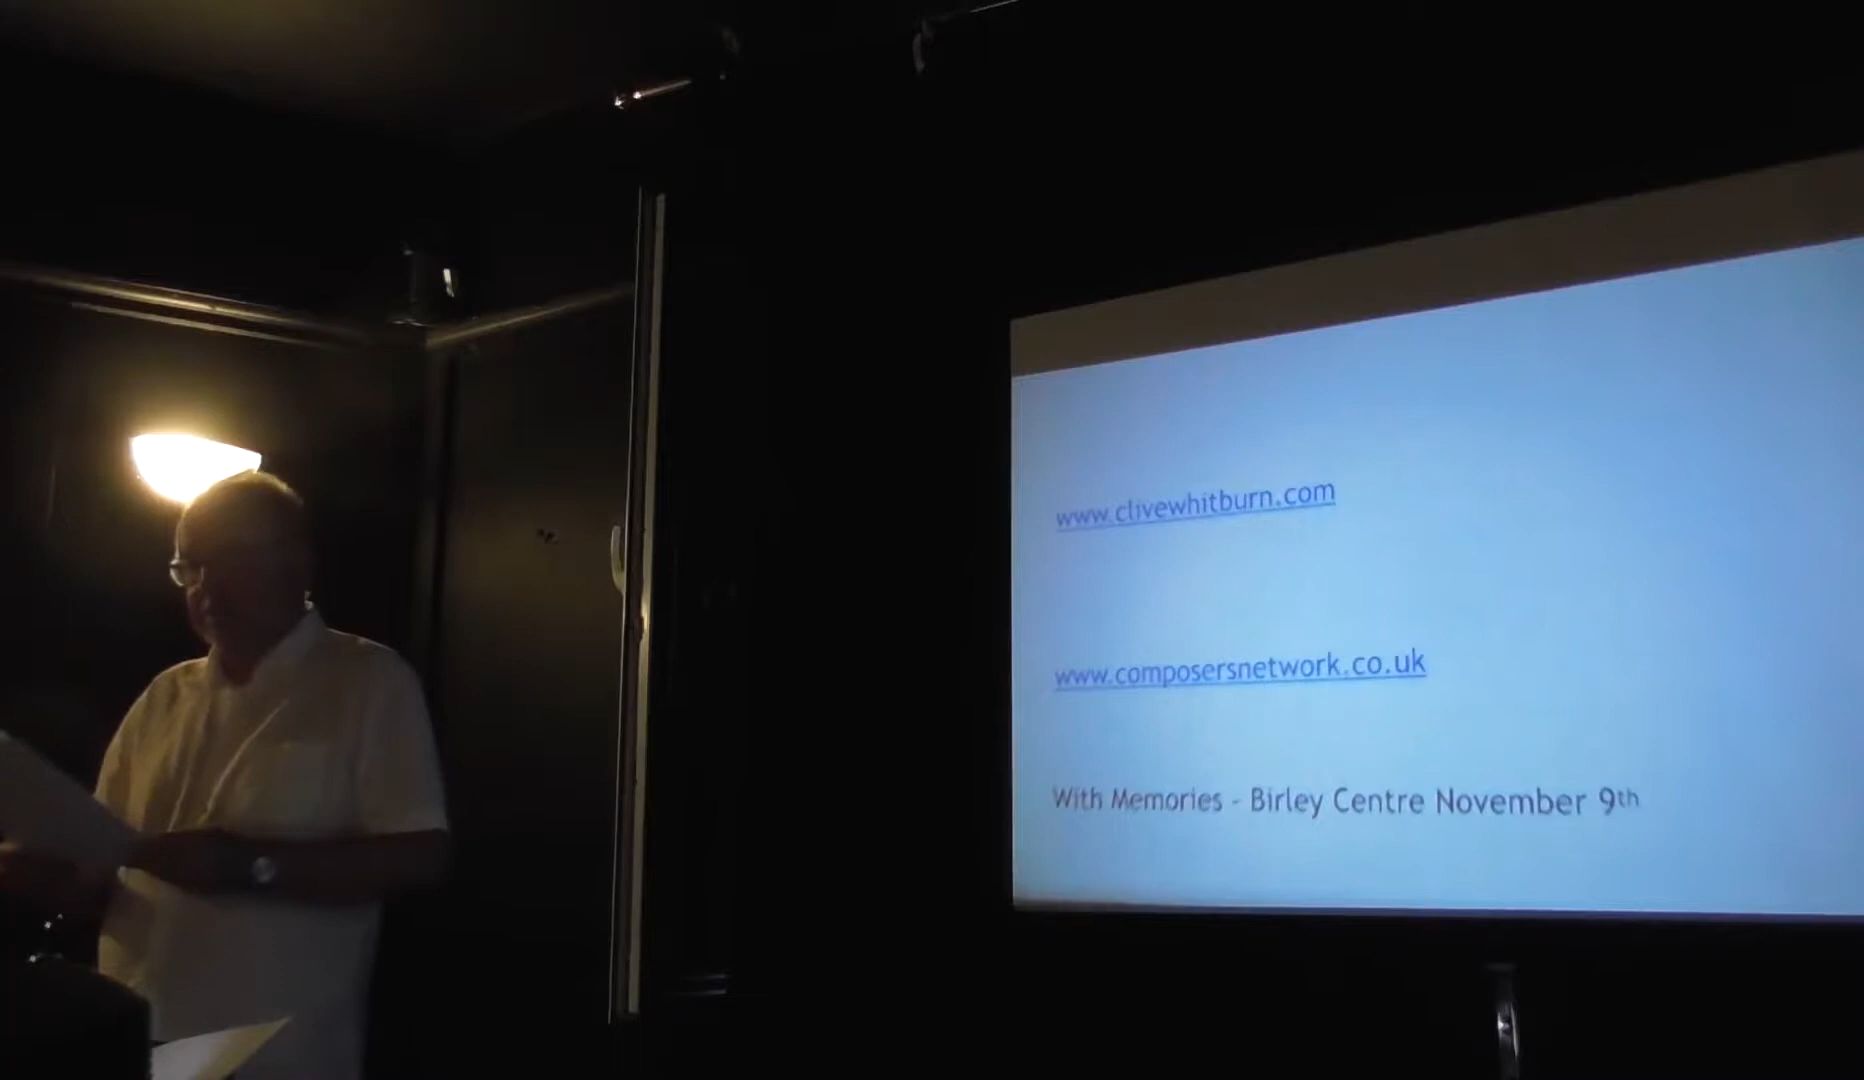 www.clivewhitburn.com
www.composersnetwork.co.uk
With Memories - Birley Centre November 9th